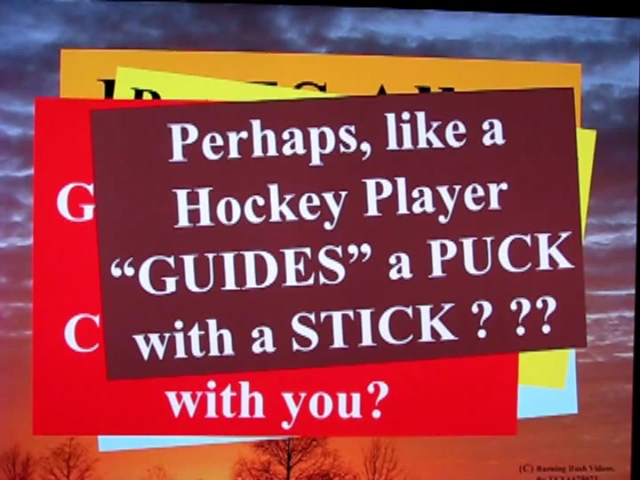 Perhaps, like a
Hockey Player
“GUIDES” a PUCK
with a STICK ? ??
G
C
with you?
(C) Burning Bush Videos.